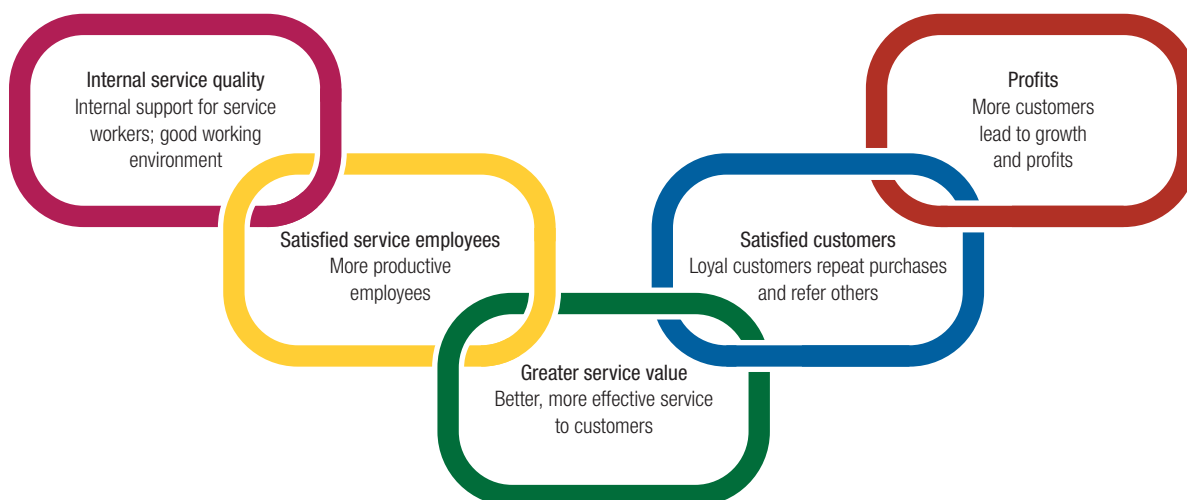 Internal service quality
Internal support for service
workers; good working
environment
Satisfied service employees
More productive
employees
Greater service value
Better, more effective service
to customers
Satisfied customers
Loyal customers repeat purchases
and refer others
Profits
More customers
lead to growth
and profits